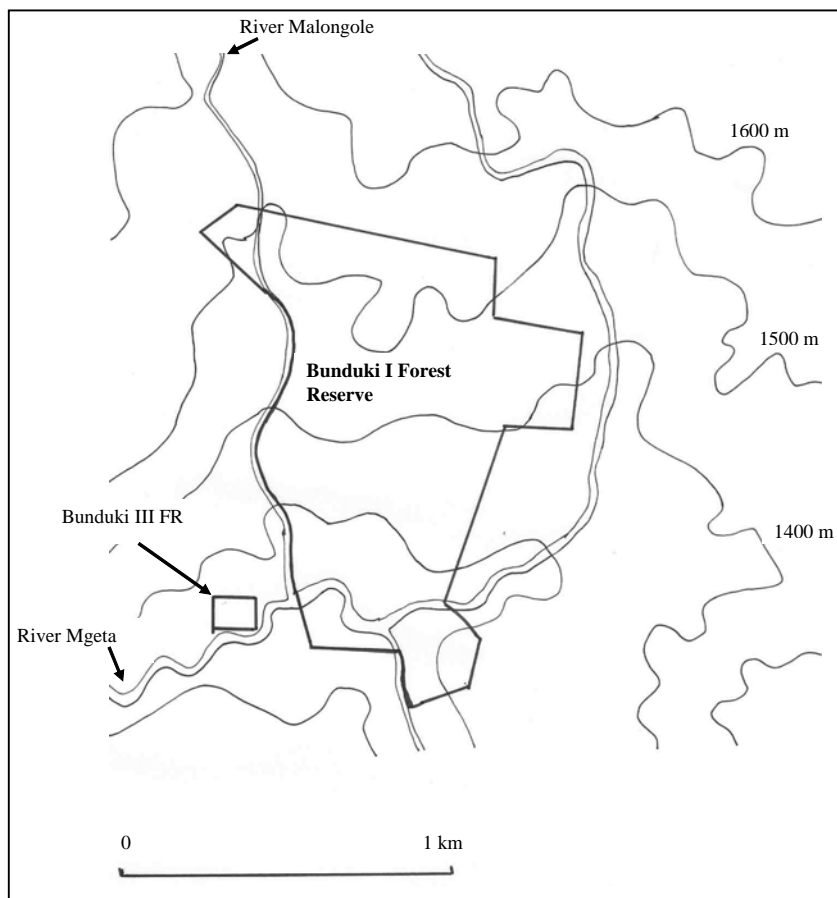 River Malongole
1600 m
1500 m
Bunduki I Forest
Reserve
Bunduki III FR
1400 m
River Mgeta
0 1 km